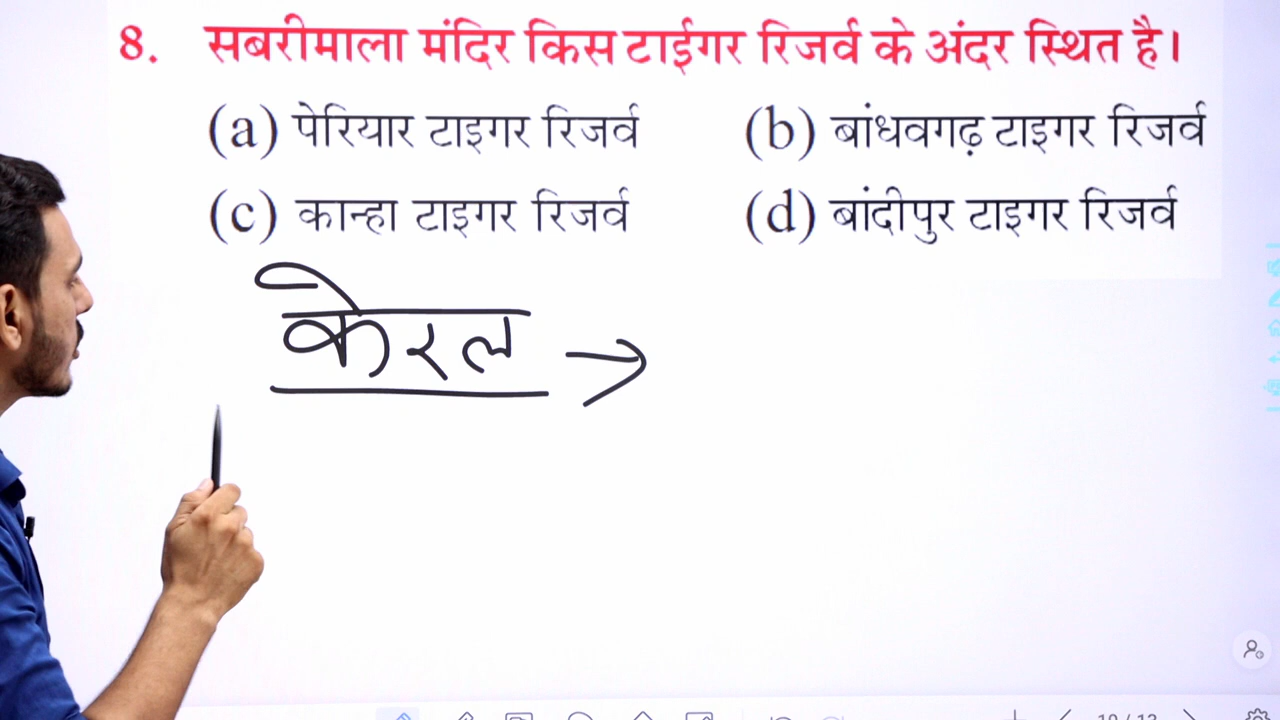 8. सबरीमाला मंदिर किस टाईगर रिजर्व के अंदर स्थित है।
(a) पेरियार टाइगर रिजर्व (b) बांधवगढ़ टाइगर रिजर्व
(c) कान्हा टाइगर रिजर्व (d) बांदीपुर टाइगर रिजर्व
केरल →